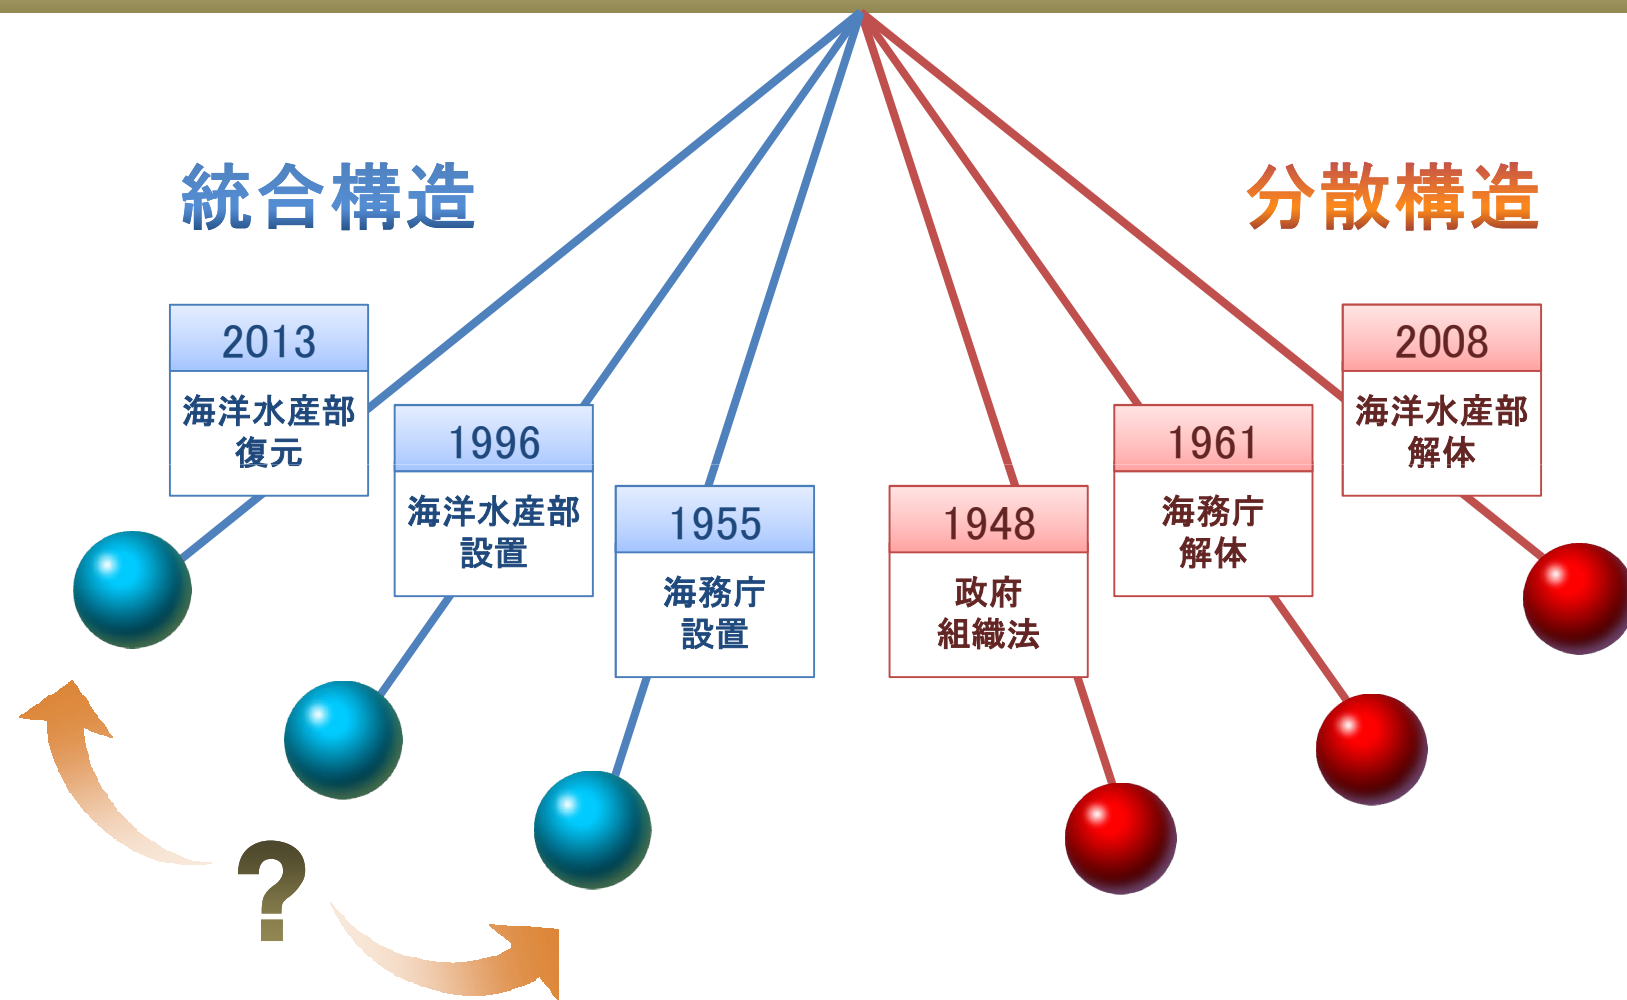 統合構造
分散構造
2013
海洋水産部
復元
1996
海洋水産部
設置
1955
海務庁
設置
1948
政府
組織法
1961
海務庁
解体
2008
海洋水産部
解体
?